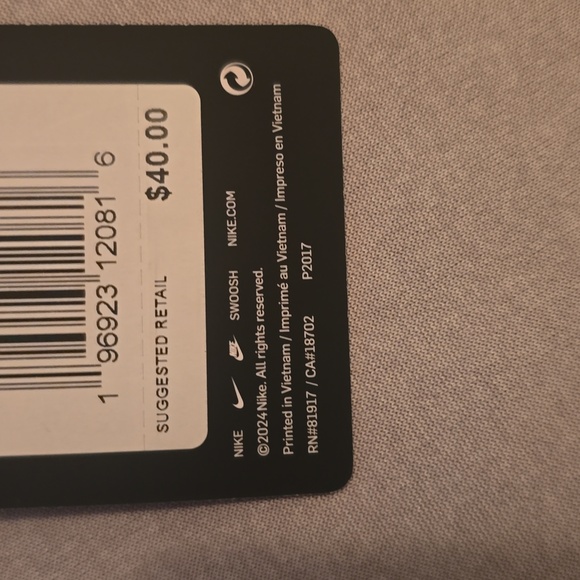 1 96923 12081 6
SUGGESTED RETAIL $40.00
NIKE SWOOSH NIKE.COM
©2024 Nike. All rights reserved.
Printed in Vietnam / Imprimé au Vietnam / Impreso en Vietnam
RN#81917 / CA#18702 P2017